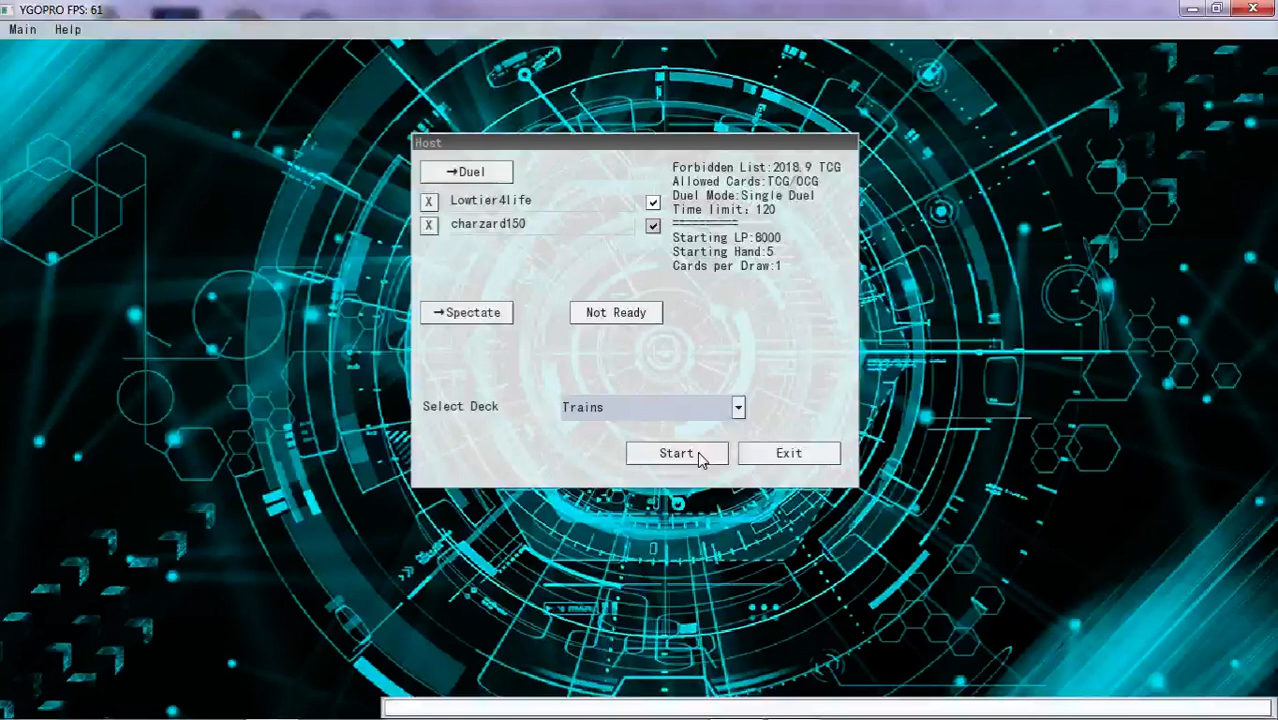 YGOPRO FPS: 61
Main Help
Host
→Duel
X Lowtier4life
X charzard150
Forbidden List:2018.9 TCG
Allowed Cards:TCG/OCG
Duel Mode:Single Duel
Time limit: 120
==========
Starting LP:8000
Starting Hand:5
Cards per Draw:1
→Spectate Not Ready
Select Deck Trains
Start Exit